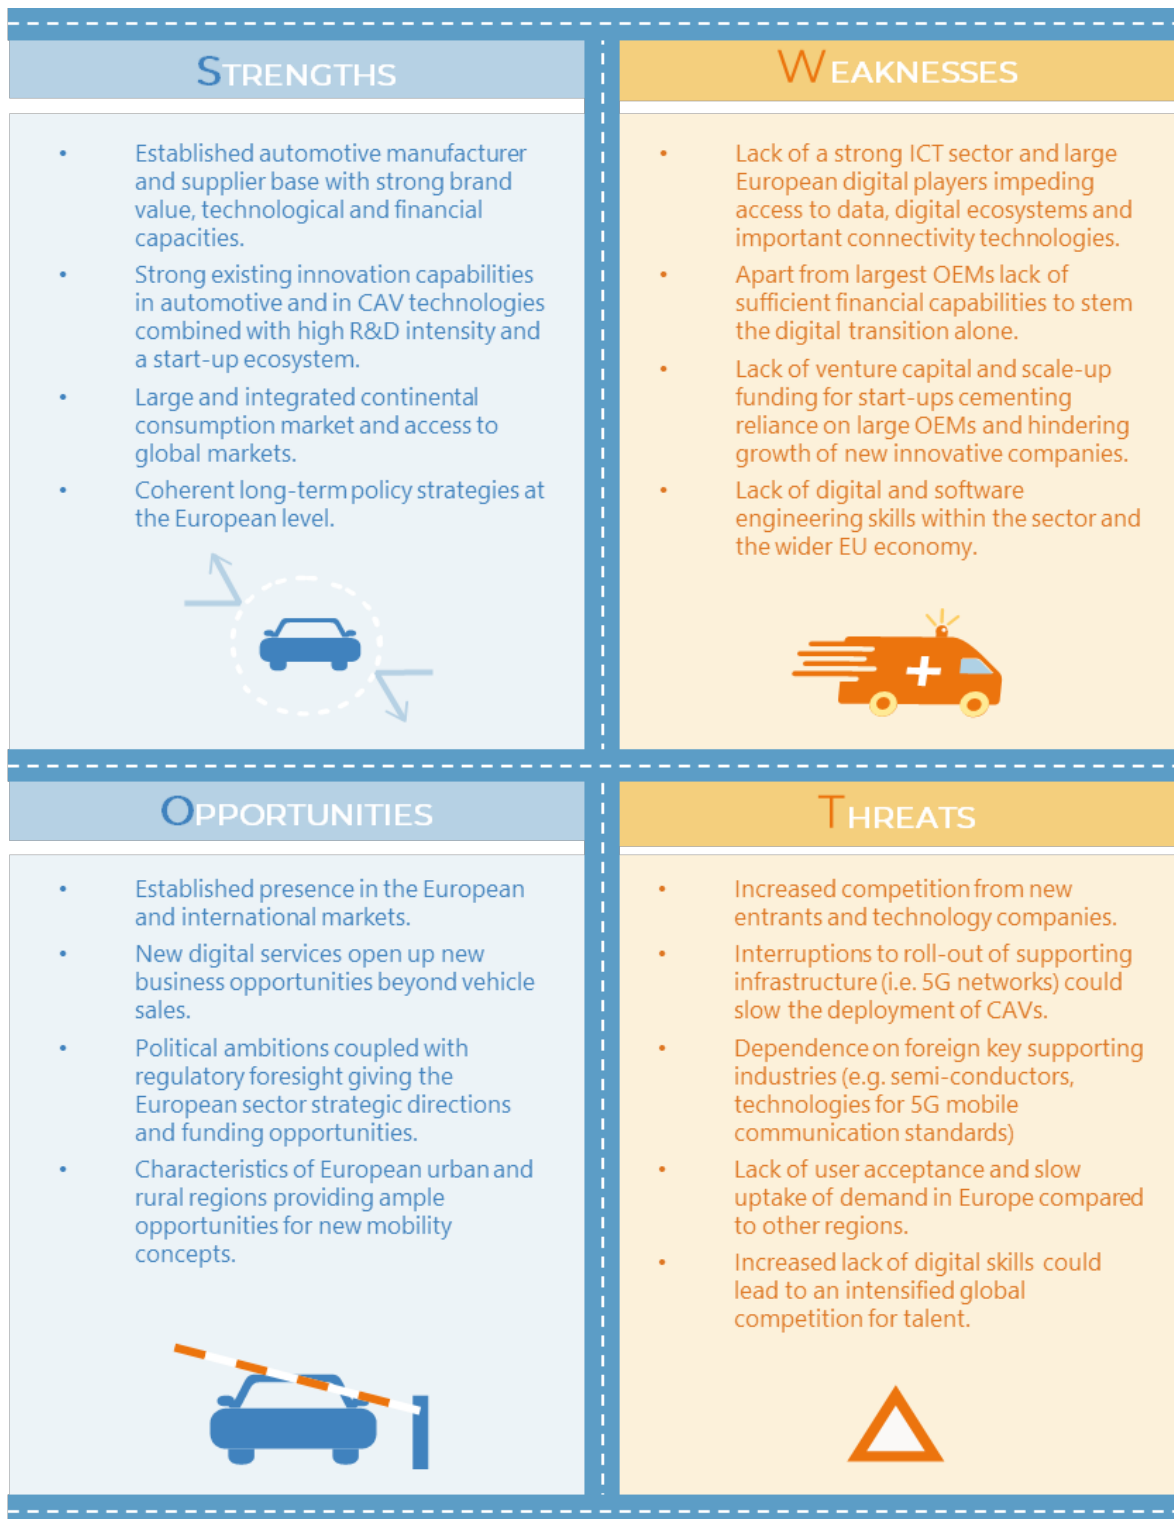 STRENGTHS
• Established automotive manufacturer
and supplier base with strong brand
value, technological and financial
capacities.
• Strong existing innovation capabilities
in automotive and in CAV technologies
combined with high R&D intensity and
a start-up ecosystem.
• Large and integrated continental
consumption market and access to
global markets.
• Coherent long-term policy strategies at
the European level.
WEAKNESSES
• Lack of a strong ICT sector and large
European digital players impeding
access to data, digital ecosystems and
important connectivity technologies.
• Apart from largest OEMs lack of
sufficient financial capabilities to stem
the digital transition alone.
• Lack of venture capital and scale-up
funding for start-ups cementing
reliance on large OEMs and hindering
growth of new innovative companies.
• Lack of digital and software
engineering skills within the sector and
the wider EU economy.
OPPORTUNITIES
• Established presence in the European
and international markets.
• New digital services open up new
business opportunities beyond vehicle
sales.
• Political ambitions coupled with
regulatory foresight giving the
European sector strategic directions
and funding opportunities.
• Characteristics of European urban and
rural regions providing ample
opportunities for new mobility
concepts.
THREATS
• Increased competition from new
entrants and technology companies.
• Interruptions to roll-out of supporting
infrastructure (i.e. 5G networks) could
slow the deployment of CAVs.
• Dependence on foreign key supporting
industries (e.g. semi-conductors,
technologies for 5G mobile
communication standards)
• Lack of user acceptance and slow
uptake of demand in Europe compared
to other regions.
• Increased lack of digital skills could
lead to an intensified global
competition for talent.